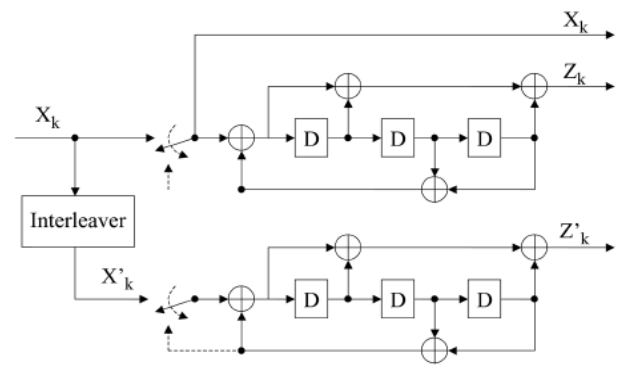 X_k
Z_k
X_k
D D D
Interleaver
Z'_k
X'_k
D D D